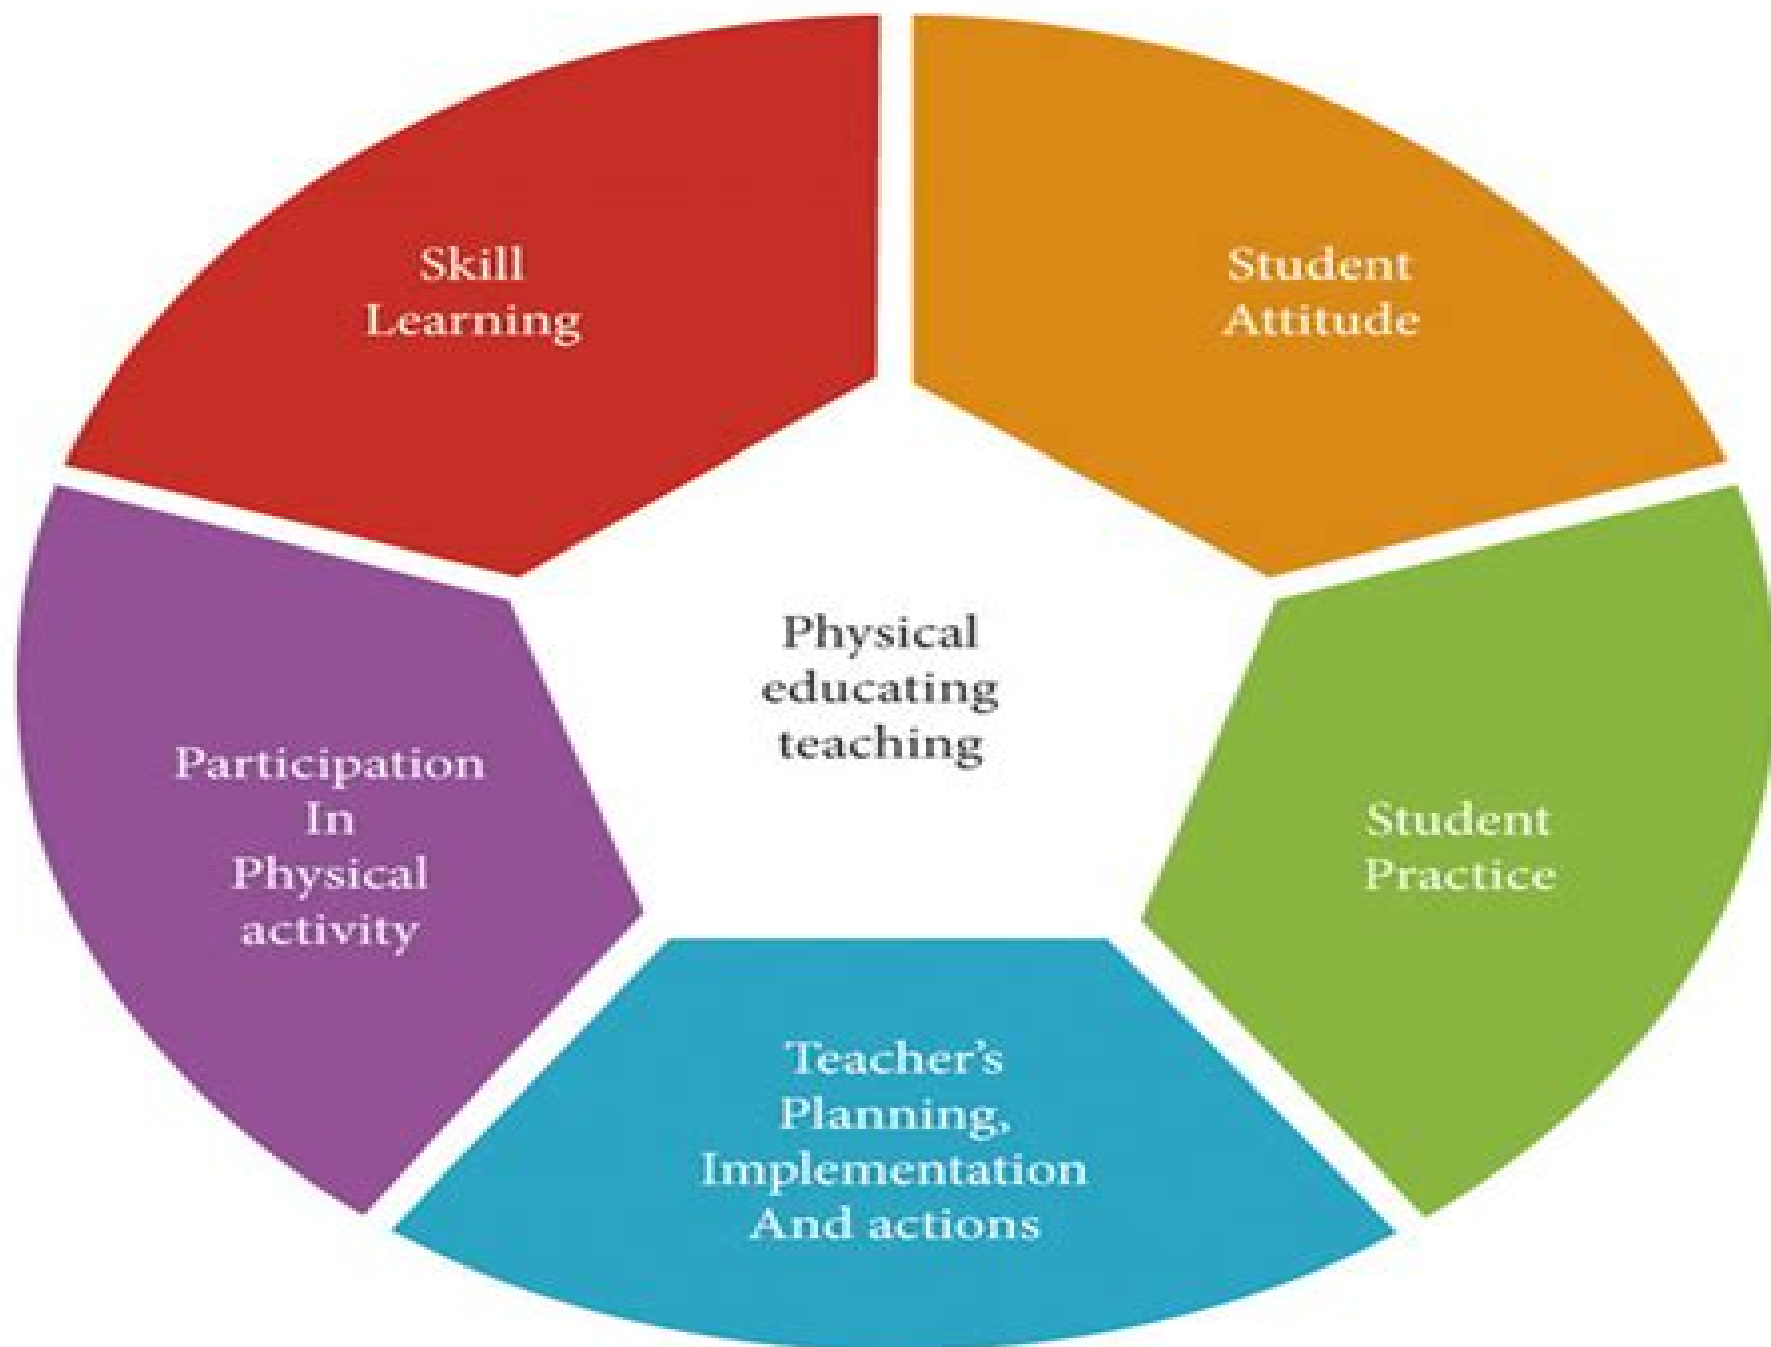 Skill
Learning
Student
Attitude
Physical
educating
teaching
Participation
In
Physical
activity
Student
Practice
Teacher’s
Planning,
Implementation
And actions